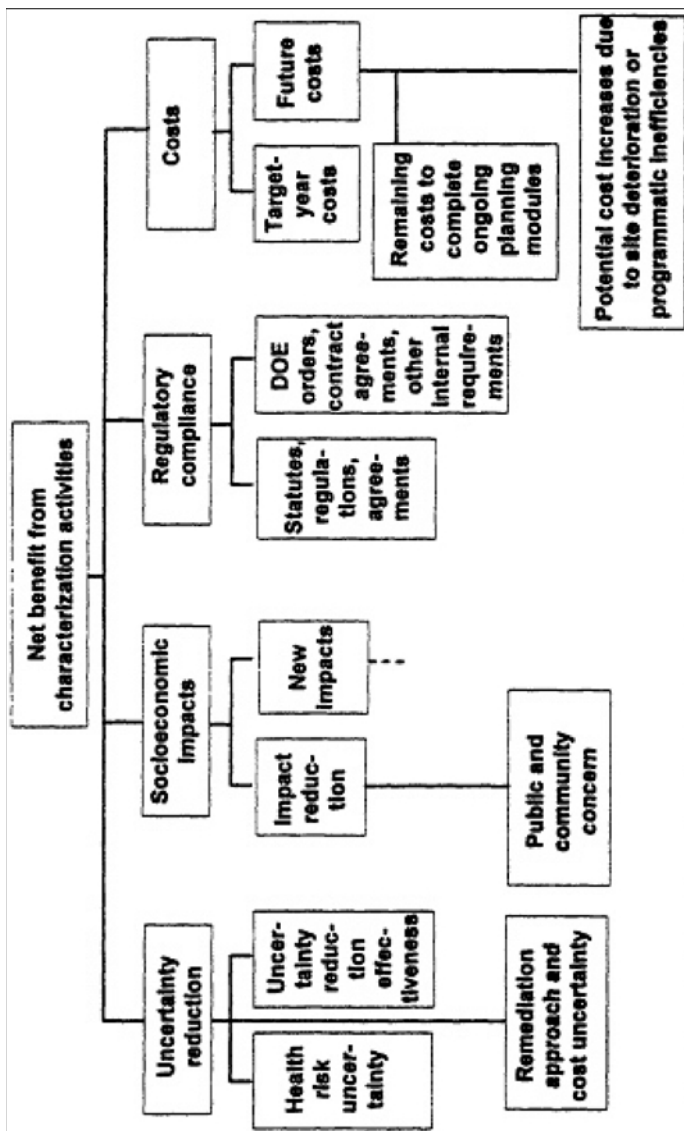 Net benefit from
characterization activities
Uncertainty
reduction
Socioeconomic
impacts
Regulatory
compliance
Costs
Health
risk
uncer-
tainty
Uncer-
tainty
reduc-
tion
effec-
tiveness
Impact
reduc-
tion
New
impacts
Statutes,
regula-
tions,
agree-
ments
DOE
orders,
contract
agree-
ments,
other
internal
require-
ments
Target-
year
costs
Future
costs
Remediation
approach and
cost uncertainty
Public and
community
concern
Remaining
costs to
complete
ongoing
planning
modules
Potential cost increases due
to site deterioration or
programmatic inefficiencies